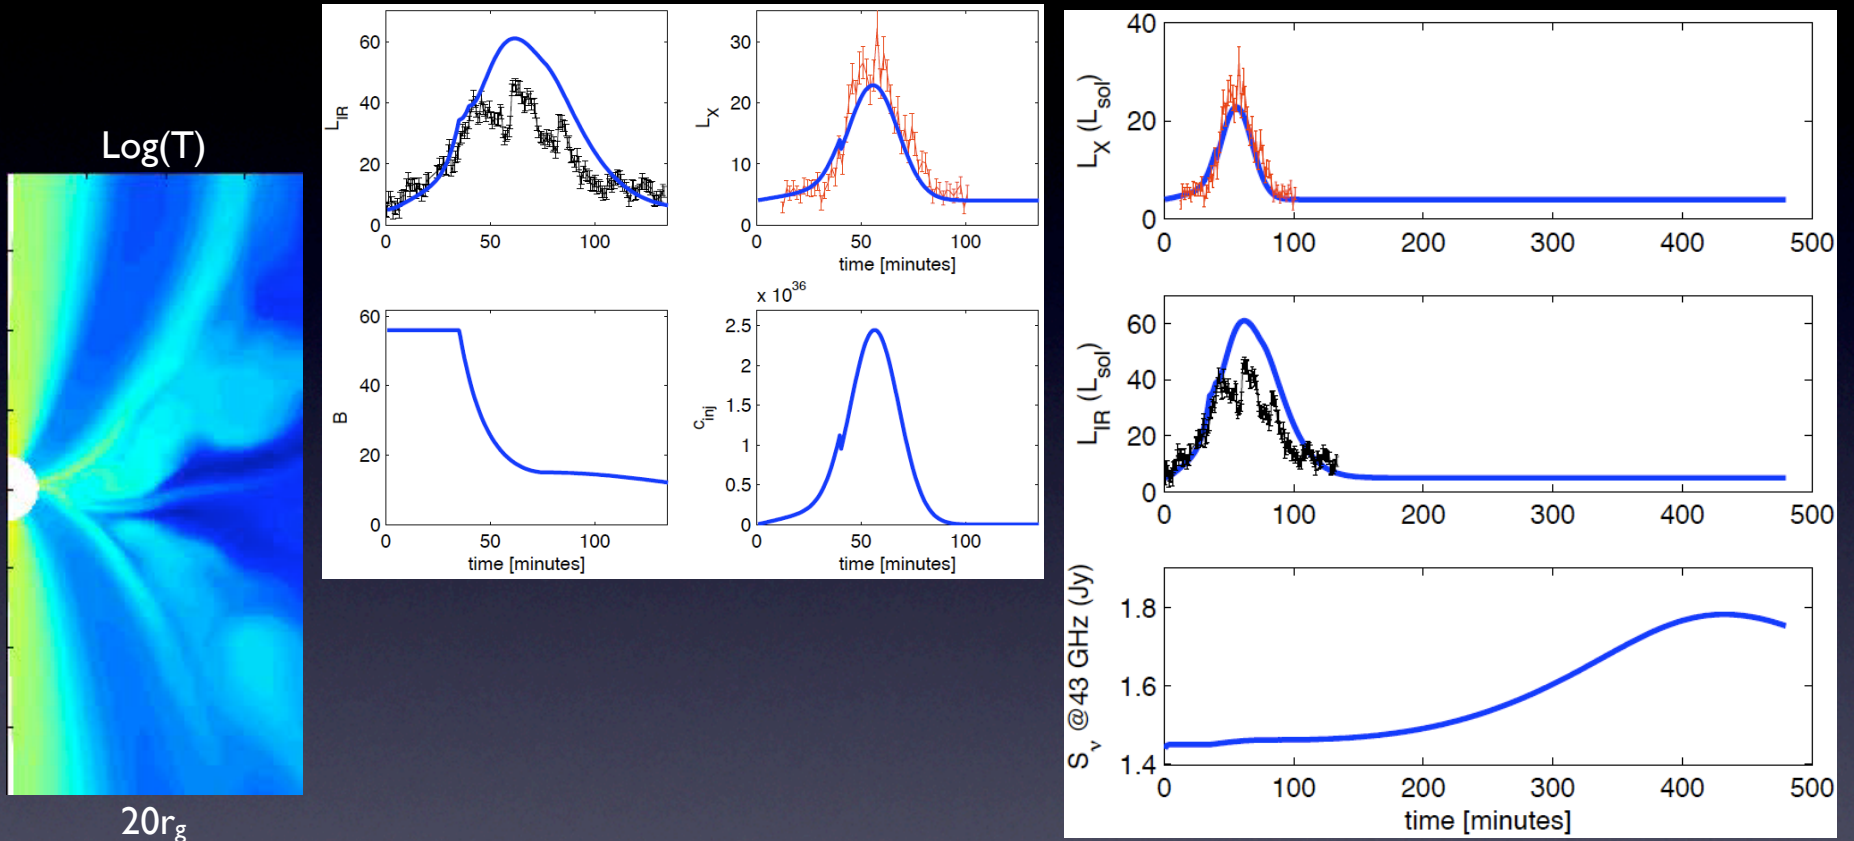 Log(T)
20r_g
L_IR
60
40
20
0
0 50 100
L_X
30
20
10
0
0 50 100
time [minutes]
B
60
40
20
0
0 50 100
time [minutes]
x 10^36
c_inj
2.5
2
1.5
1
0.5
0
0 50 100
time [minutes]
L_X (L_sol)
40
20
0
0 100 200 300 400 500
L_IR (L_sol)
60
40
20
0
0 100 200 300 400 500
S_ν @43 GHz (Jy)
1.8
1.6
1.4
0 100 200 300 400 500
time [minutes]